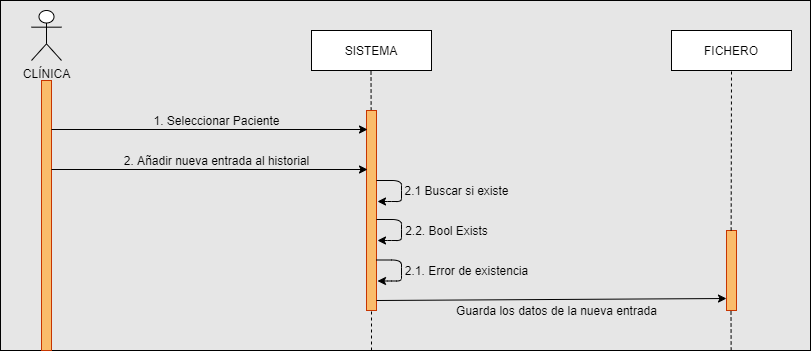 CLÍNICA
SISTEMA
FICHERO
1. Seleccionar Paciente
2. Añadir nueva entrada al historial
2.1 Buscar si existe
2.2. Bool Exists
2.1. Error de existencia
Guarda los datos de la nueva entrada